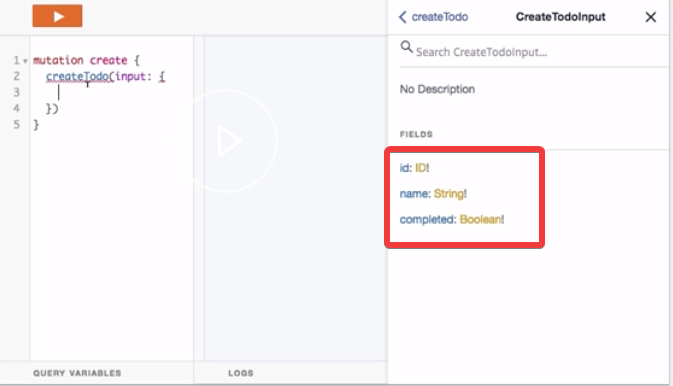 createTodo
CreateTodoInput
Search CreateTodoInput...
1 mutation create {
2 createTodo(input: {
3
4 })
5 }
No Description
FIELDS
id: ID!
name: String!
completed: Boolean!
QUERY VARIABLES
LOGS